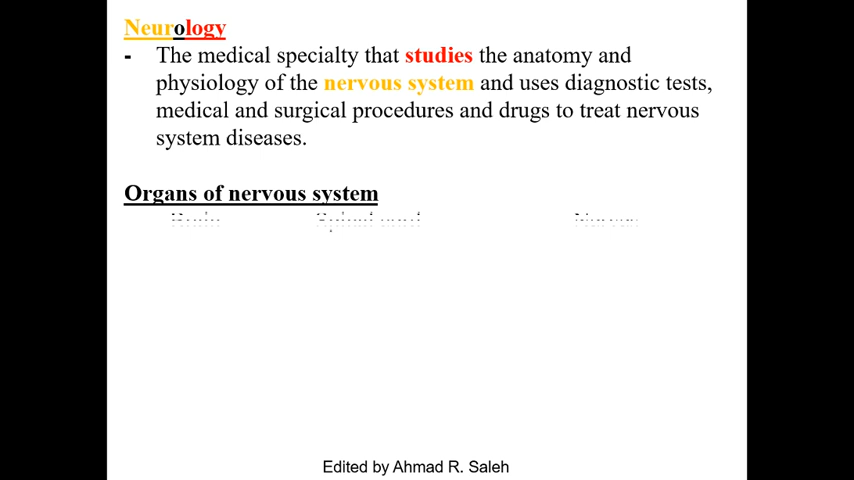 Neurology
- The medical specialty that studies the anatomy and
physiology of the nervous system and uses diagnostic tests,
medical and surgical procedures and drugs to treat nervous
system diseases.
Organs of nervous system
Edited by Ahmad R. Saleh